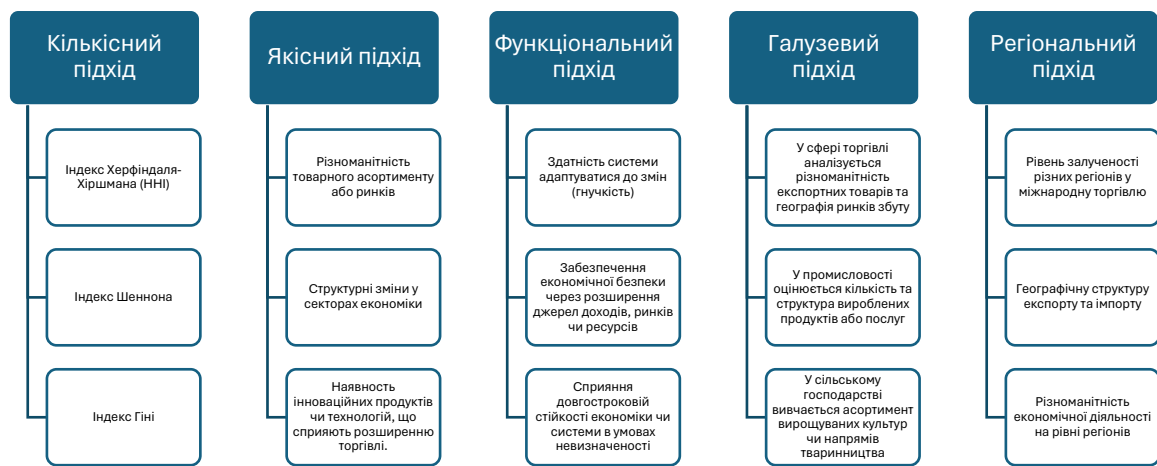 Кількісний
підхід
Індекс Херфіндаля-
Хіршмана (HHI)
Індекс Шеннона
Індекс Гіні
Якісний підхід
Різноманітність
товарного асортименту
або ринків
Структурні зміни у
секторах економіки
Наявність
інноваційних продуктів
чи технологій, що
сприяють розширенню
торгівлі.
Функціональний
підхід
Здатність системи
адаптуватися до змін
(гнучкість)
Забезпечення
економічної безпеки
через розширення
джерел доходів, ринків
чи ресурсів
Сприяння
довгостроковій
стійкості економіки чи
системи в умовах
невизначеності
Галузевий
підхід
У сфері торгівлі
аналізується
різноманітність
експортних товарів та
географія ринків збуту
У промисловості
оцінюється кількість та
структура вироблених
продуктів або послуг
У сільському
господарстві
вивчається асортимент
вирощуваних культур
чи напрямів
тваринництва
Регіональний
підхід
Рівень залученості
різних регіонів у
міжнародну торгівлю
Географічну структуру
експорту та імпорту
Різноманітність
економічної діяльності
на рівні регіонів